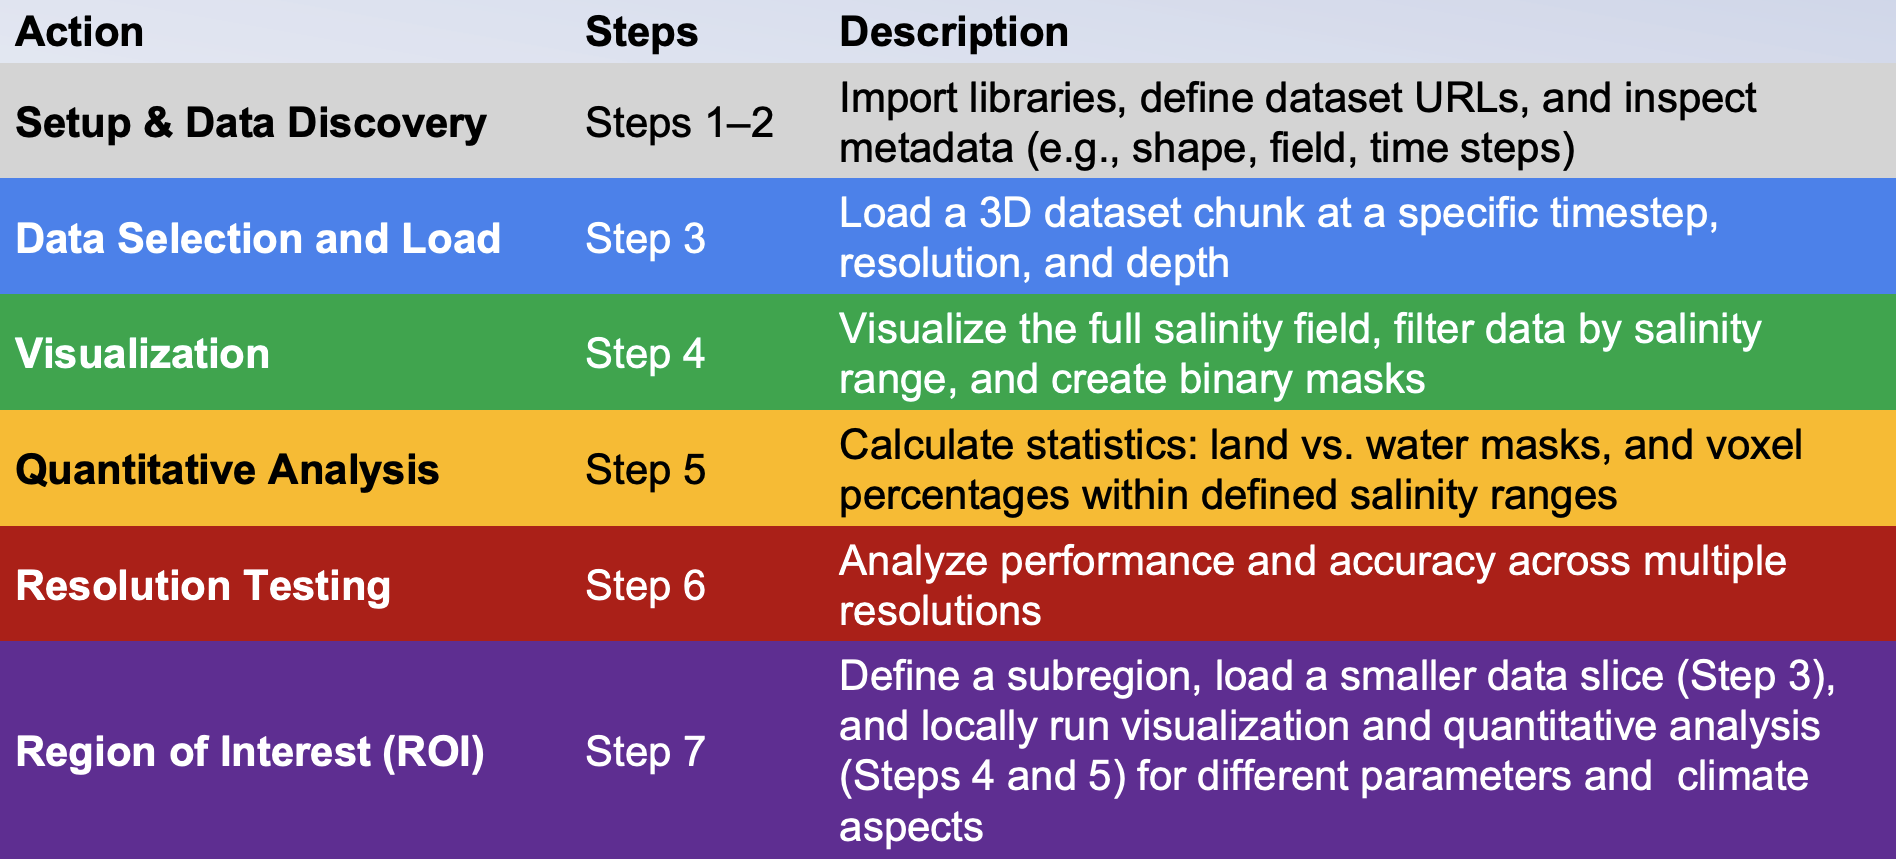 Action Steps Description
Setup & Data Discovery Steps 1–2 Import libraries, define dataset URLs, and inspect
metadata (e.g., shape, field, time steps)
Data Selection and Load Step 3 Load a 3D dataset chunk at a specific timestep,
resolution, and depth
Visualization Step 4 Visualize the full salinity field, filter data by salinity
range, and create binary masks
Quantitative Analysis Step 5 Calculate statistics: land vs. water masks, and voxel
percentages within defined salinity ranges
Resolution Testing Step 6 Analyze performance and accuracy across multiple
resolutions
Region of Interest (ROI) Step 7 Define a subregion, load a smaller data slice (Step 3),
and locally run visualization and quantitative analysis
(Steps 4 and 5) for different parameters and  climate
aspects